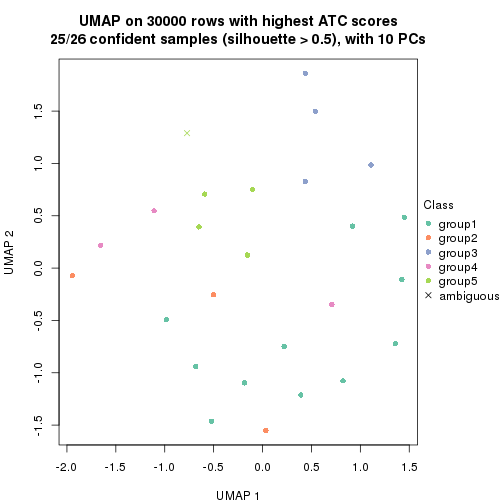 UMAP on 30000 rows with highest ATC scores
25/26 confident samples (silhouette > 0.5), with 10 PCs
UMAP 2
1.5
1.0
0.5
0.0
-0.5
-1.0
-1.5
-2.0 -1.5 -1.0 -0.5 0.0 0.5 1.0 1.5
UMAP 1
Class
group1
group2
group3
group4
group5
ambiguous